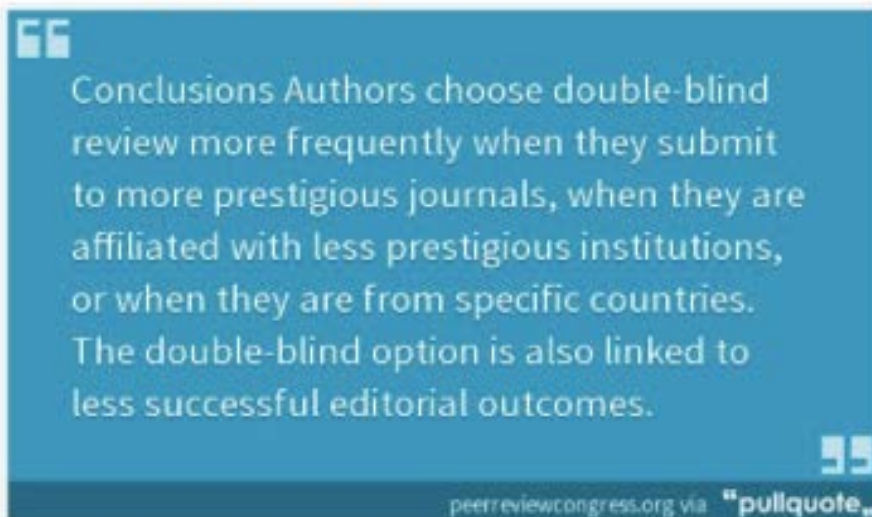 “
Conclusions Authors choose double-blind
review more frequently when they submit
to more prestigious journals, when they are
affiliated with less prestigious institutions,
or when they are from specific countries.
The double-blind option is also linked to
less successful editorial outcomes.
”
peerreviewcongress.org via "pullquote„